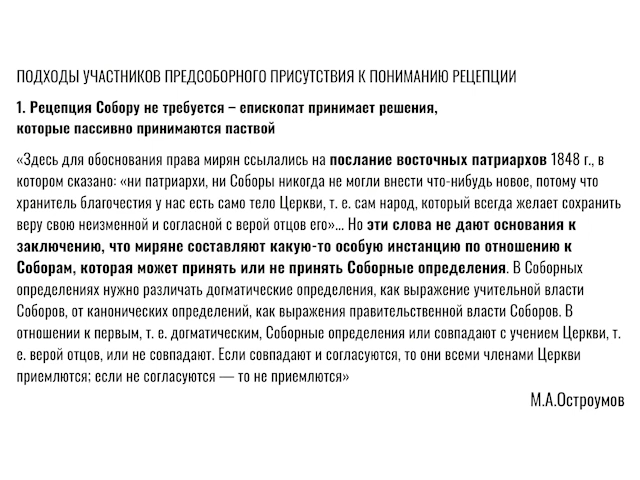 ПОДХОДЫ УЧАСТНИКОВ ПРЕДСОБОРНОГО ПРИСУТСТВИЯ К ПОНИМАНИЮ РЕЦЕПЦИИ
1. Рецепция Собору не требуется – епископат принимает решения,
которые пассивно принимаются паствой
«Здесь для обоснования права мирян ссылались на послание восточных патриархов 1848 г., в
котором сказано: «ни патриархи, ни Соборы никогда не могли внести что-нибудь новое, потому что
хранитель благочестия у нас есть само тело Церкви, т. е. сам народ, который всегда желает сохранить
веру свою неизменной и согласной с верой отцов его»... Но эти слова не дают основания к
заключению, что миряне составляют какую-то особую инстанцию по отношению к
Соборам, которая может принять или не принять Соборные определения. В Соборных
определениях нужно различать догматические определения, как выражение учительной власти
Соборов, от канонических определений, как выражения правительственной власти Соборов. В
отношении к первым, т. е. догматическим, Соборные определения или совпадают с учением Церкви, т.
е. верой отцов, или не совпадают. Если совпадают и согласуются, то они всеми членами Церкви
приемлются; если не согласуются — то не приемлются»
М.А.Остроумов